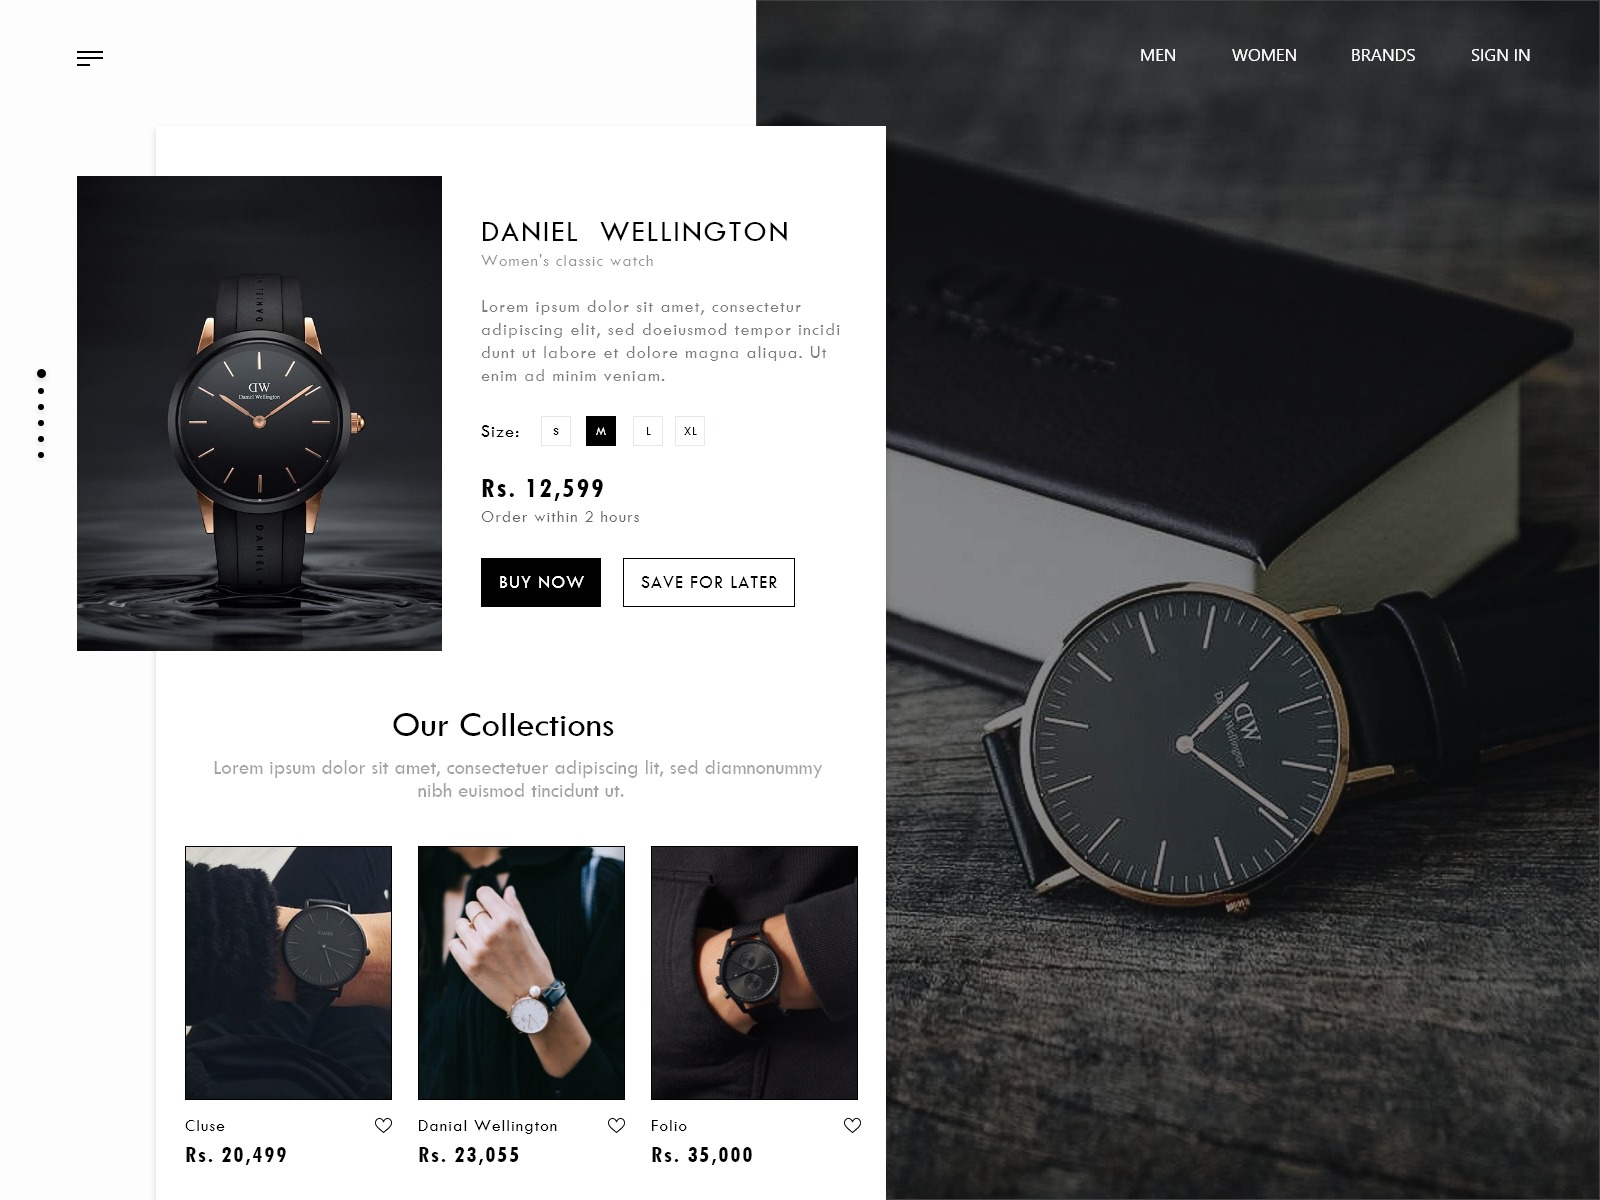 MEN WOMEN BRANDS SIGN IN
DANIEL WELLINGTON
Women's classic watch
Lorem ipsum dolor sit amet, consectetur
adipiscing elit, sed doeiusmod tempor incidi
dunt ut labore et dolore magna aliqua. Ut
enim ad minim veniam.
Size: S M L XL
Rs. 12,599
Order within 2 hours
BUY NOW SAVE FOR LATER
DANIEL
DW
Daniel Wellington
DANIEL W
Our Collections
Lorem ipsum dolor sit amet, consectetuer adipiscing lit, sed diamnonummy
nibh euismod tincidunt ut.
Cluse
Rs. 20,499
Danial Wellington
Rs. 23,055
Folio
Rs. 35,000
DW
Daniel Wellington